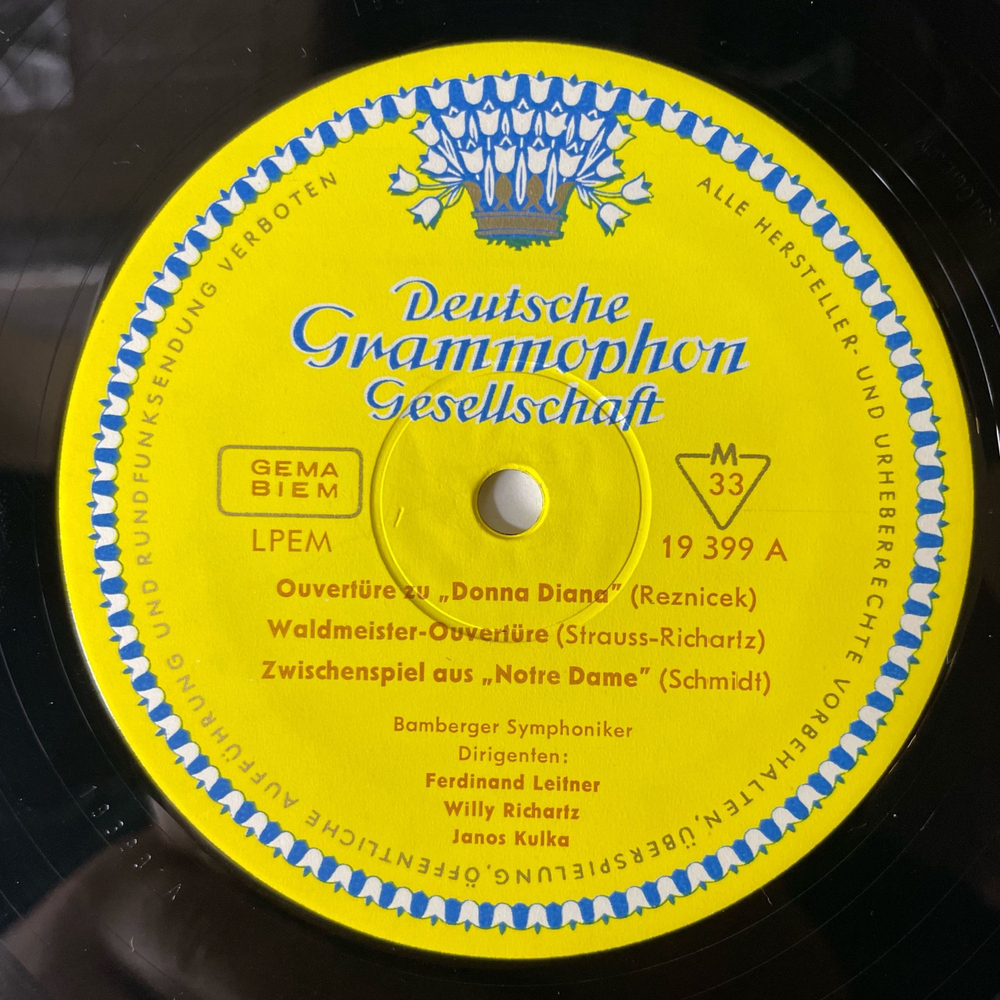 Deutsche
Grammophon
Gesellschaft
GEMA
BIEM
M
33
LPEM
19 399 A
Ouvertüre zu „Donna Diana” (Reznicek)
Waldmeister-Ouvertüre (Strauss-Richartz)
Zwischenspiel aus „Notre Dame” (Schmidt)
Bamberger Symphoniker
Dirigenten:
Ferdinand Leitner
Willy Richartz
Janos Kulka
ALLE HERSTELLER- UND URHEBERRECHTE VORBEHALTEN, ÜBERSPIELUNG, ÖFFENTLICHE AUFFÜHRUNG UND RUNDFUNKSENDUNG VERBOTEN